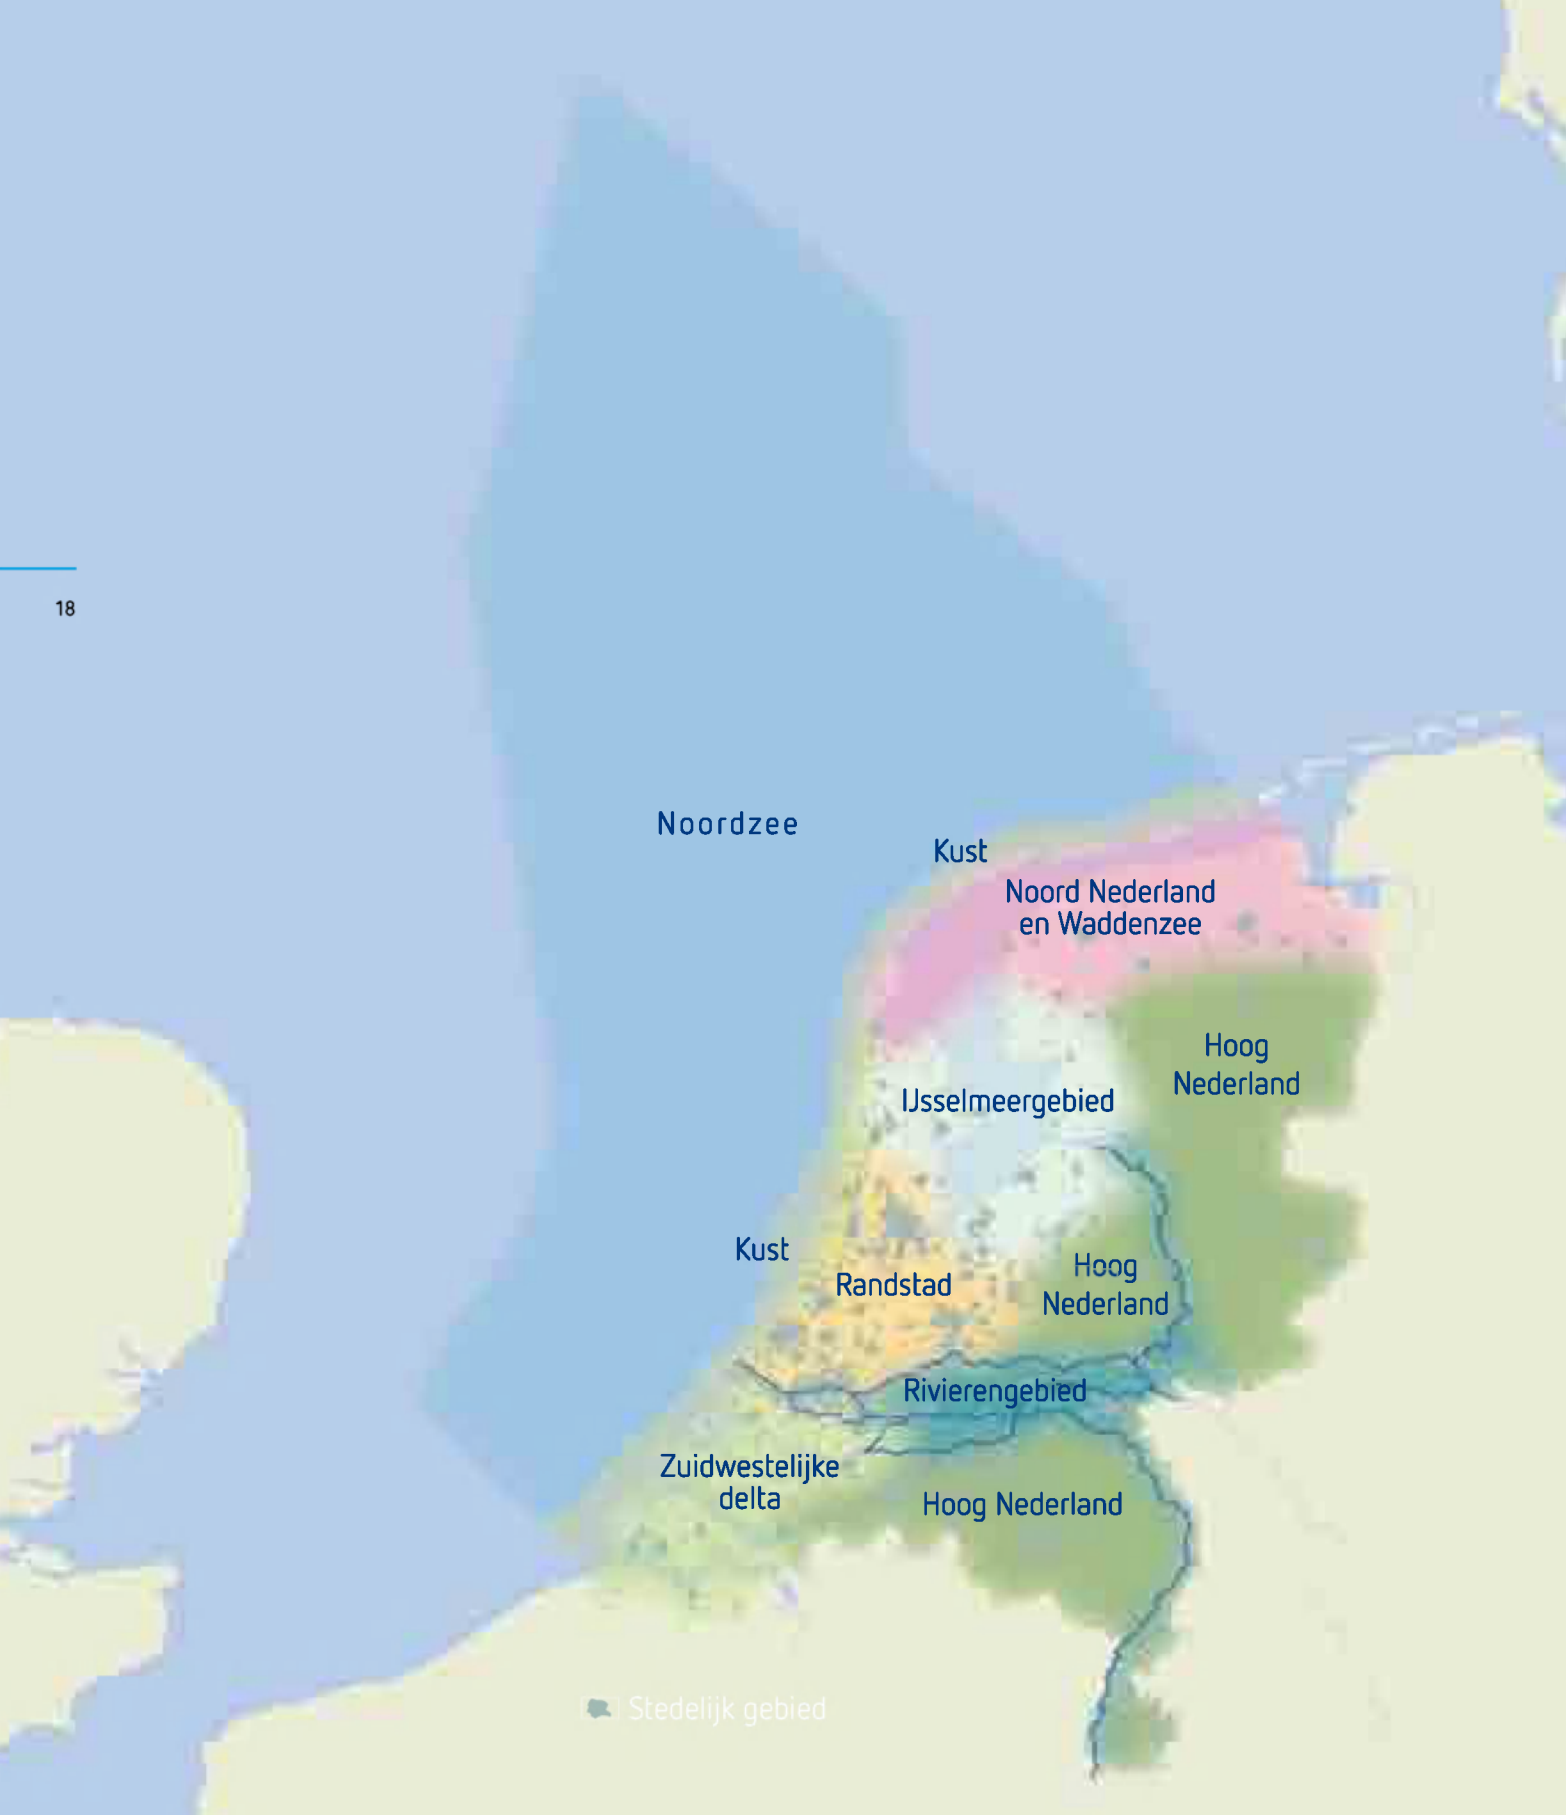 18
Noordzee
Kust
Noord Nederland
en Waddenzee
Hoog
Nederland
IJsselmeergebied
Kust
Randstad
Hoog
Nederland
Rivierengebied
Zuidwestelijke
delta
Hoog Nederland
Stedelijk gebied